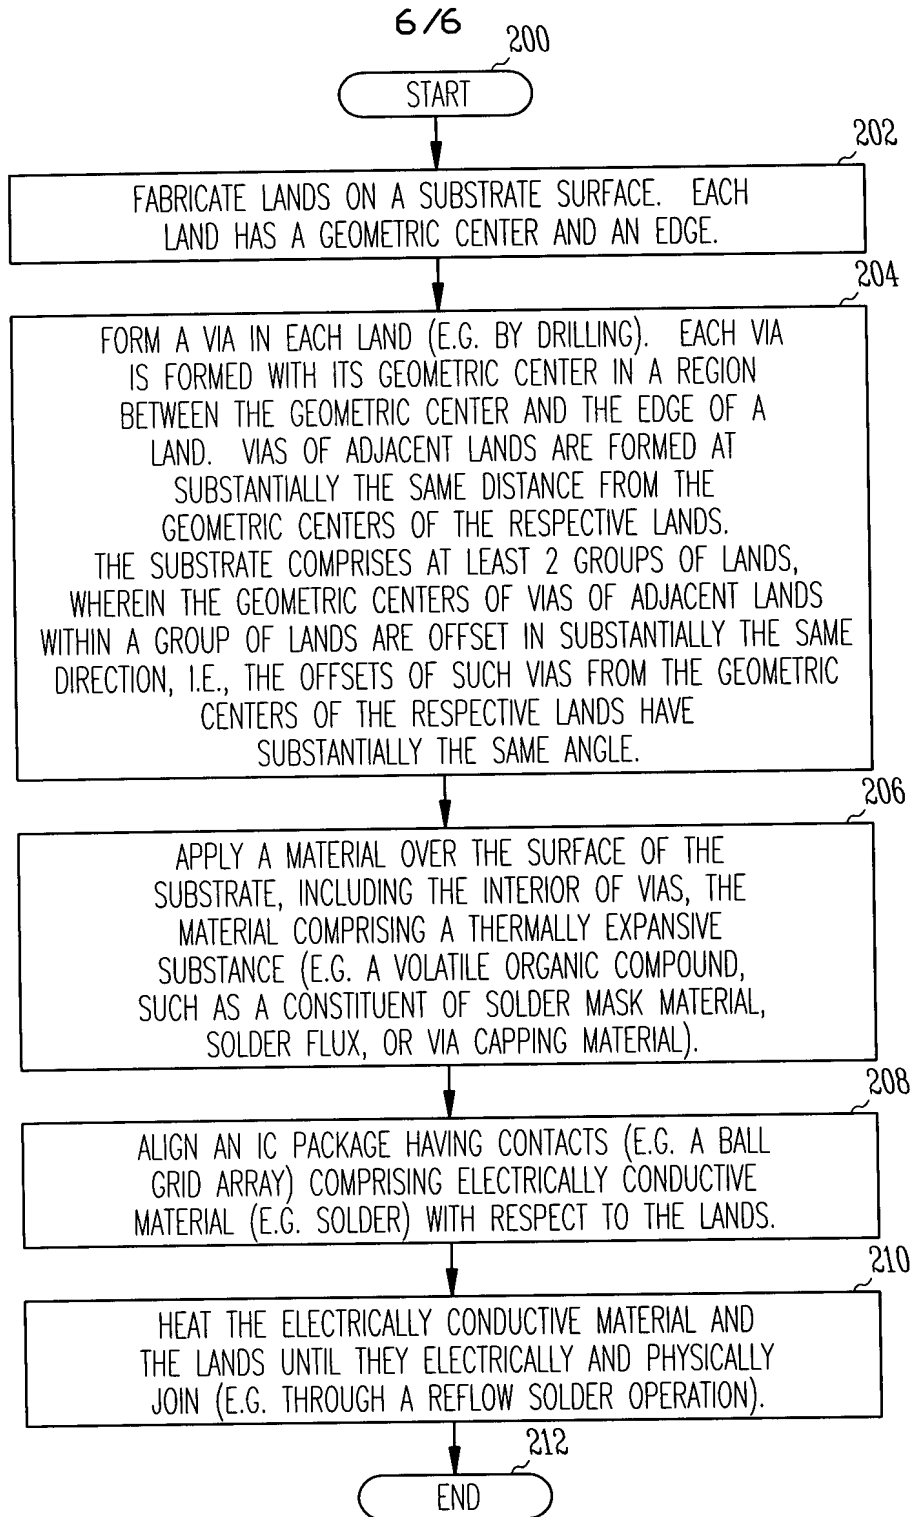 6/6
200
START
202
FABRICATE LANDS ON A SUBSTRATE SURFACE. EACH
LAND HAS A GEOMETRIC CENTER AND AN EDGE.
204
FORM A VIA IN EACH LAND (E.G. BY DRILLING). EACH VIA
IS FORMED WITH ITS GEOMETRIC CENTER IN A REGION
BETWEEN THE GEOMETRIC CENTER AND THE EDGE OF A
LAND. VIAS OF ADJACENT LANDS ARE FORMED AT
SUBSTANTIALLY THE SAME DISTANCE FROM THE
GEOMETRIC CENTERS OF THE RESPECTIVE LANDS.
THE SUBSTRATE COMPRISES AT LEAST 2 GROUPS OF LANDS,
WHEREIN THE GEOMETRIC CENTERS OF VIAS OF ADJACENT LANDS
WITHIN A GROUP OF LANDS ARE OFFSET IN SUBSTANTIALLY THE SAME
DIRECTION, I.E., THE OFFSETS OF SUCH VIAS FROM THE GEOMETRIC
CENTERS OF THE RESPECTIVE LANDS HAVE
SUBSTANTIALLY THE SAME ANGLE.
206
APPLY A MATERIAL OVER THE SURFACE OF THE
SUBSTRATE, INCLUDING THE INTERIOR OF VIAS, THE
MATERIAL COMPRISING A THERMALLY EXPANSIVE
SUBSTANCE (E.G. A VOLATILE ORGANIC COMPOUND,
SUCH AS A CONSTITUENT OF SOLDER MASK MATERIAL,
SOLDER FLUX, OR VIA CAPPING MATERIAL).
208
ALIGN AN IC PACKAGE HAVING CONTACTS (E.G. A BALL
GRID ARRAY) COMPRISING ELECTRICALLY CONDUCTIVE
MATERIAL (E.G. SOLDER) WITH RESPECT TO THE LANDS.
210
HEAT THE ELECTRICALLY CONDUCTIVE MATERIAL AND
THE LANDS UNTIL THEY ELECTRICALLY AND PHYSICALLY
JOIN (E.G. THROUGH A REFLOW SOLDER OPERATION).
212
END